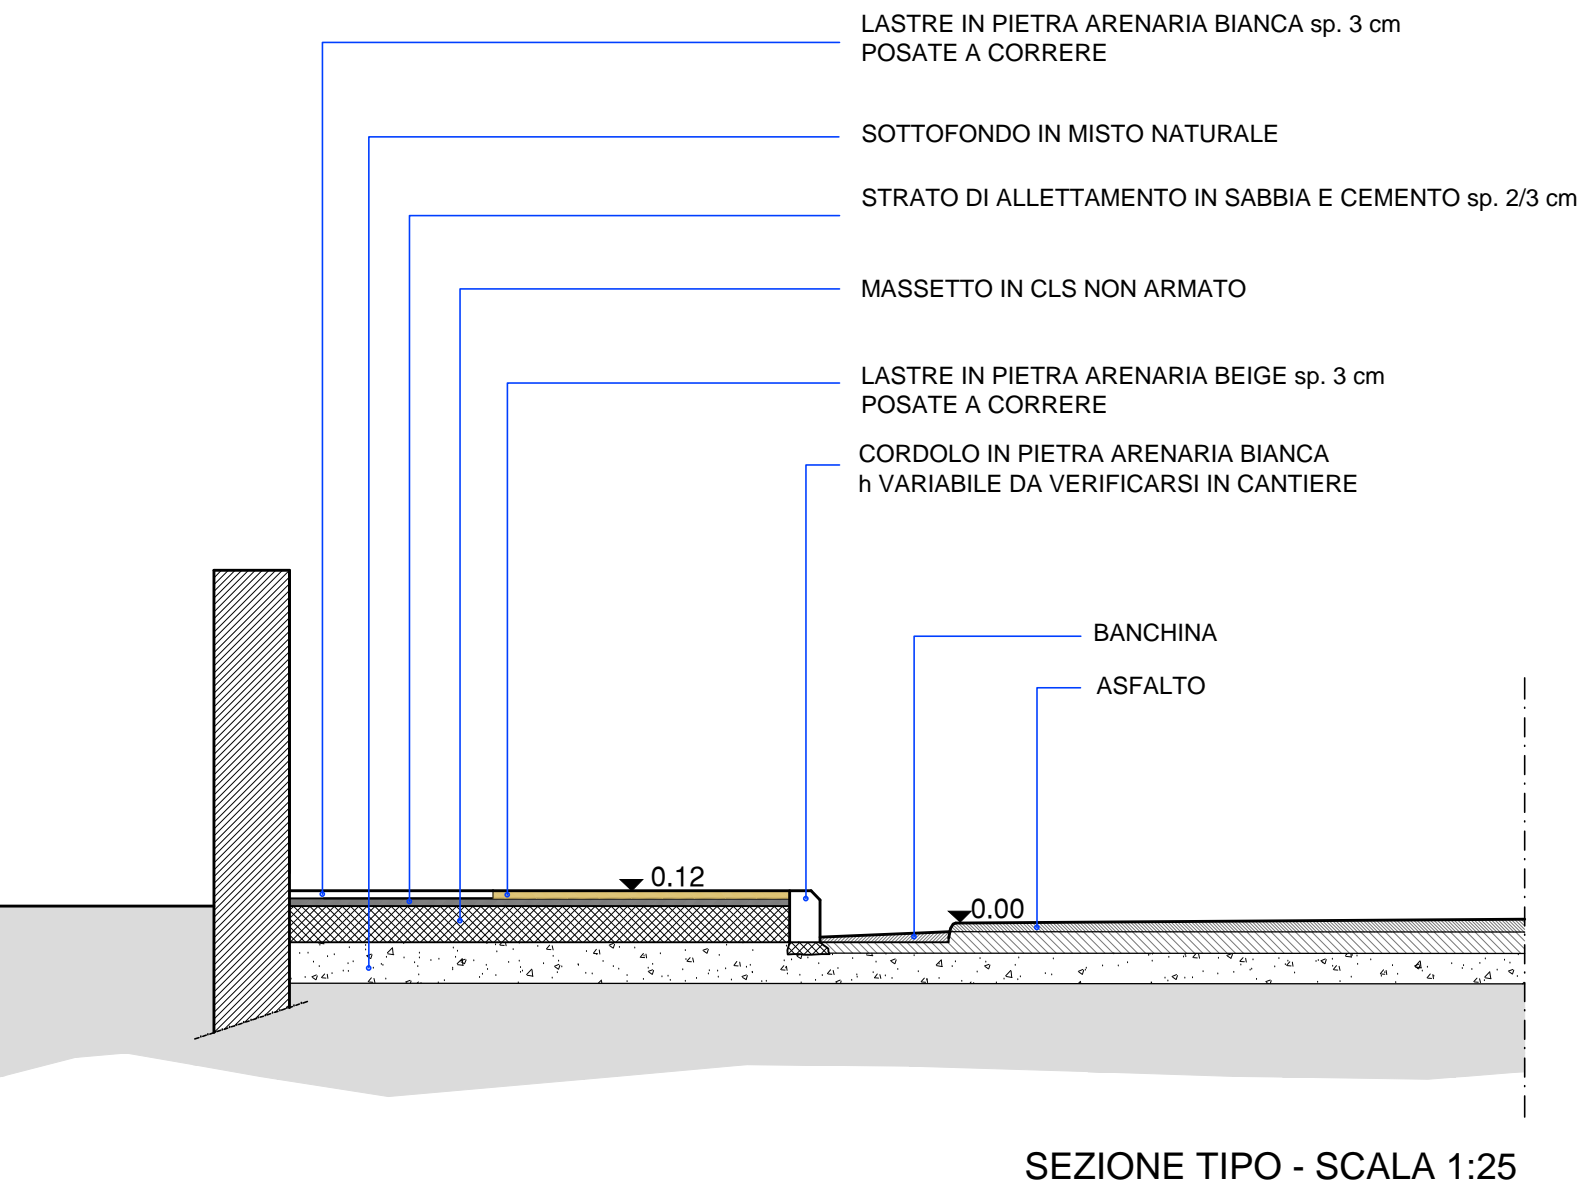 LASTRE IN PIETRA ARENARIA BIANCA sp. 3 cm
POSATE A CORRERE
SOTTOFONDO IN MISTO NATURALE
STRATO DI ALLETTAMENTO IN SABBIA E CEMENTO sp. 2/3 cm
MASSETTO IN CLS NON ARMATO
LASTRE IN PIETRA ARENARIA BEIGE sp. 3 cm
POSATE A CORRERE
CORDOLO IN PIETRA ARENARIA BIANCA
h VARIABILE DA VERIFICARSI IN CANTIERE
BANCHINA
ASFALTO
0.12
0.00
SEZIONE TIPO - SCALA 1:25